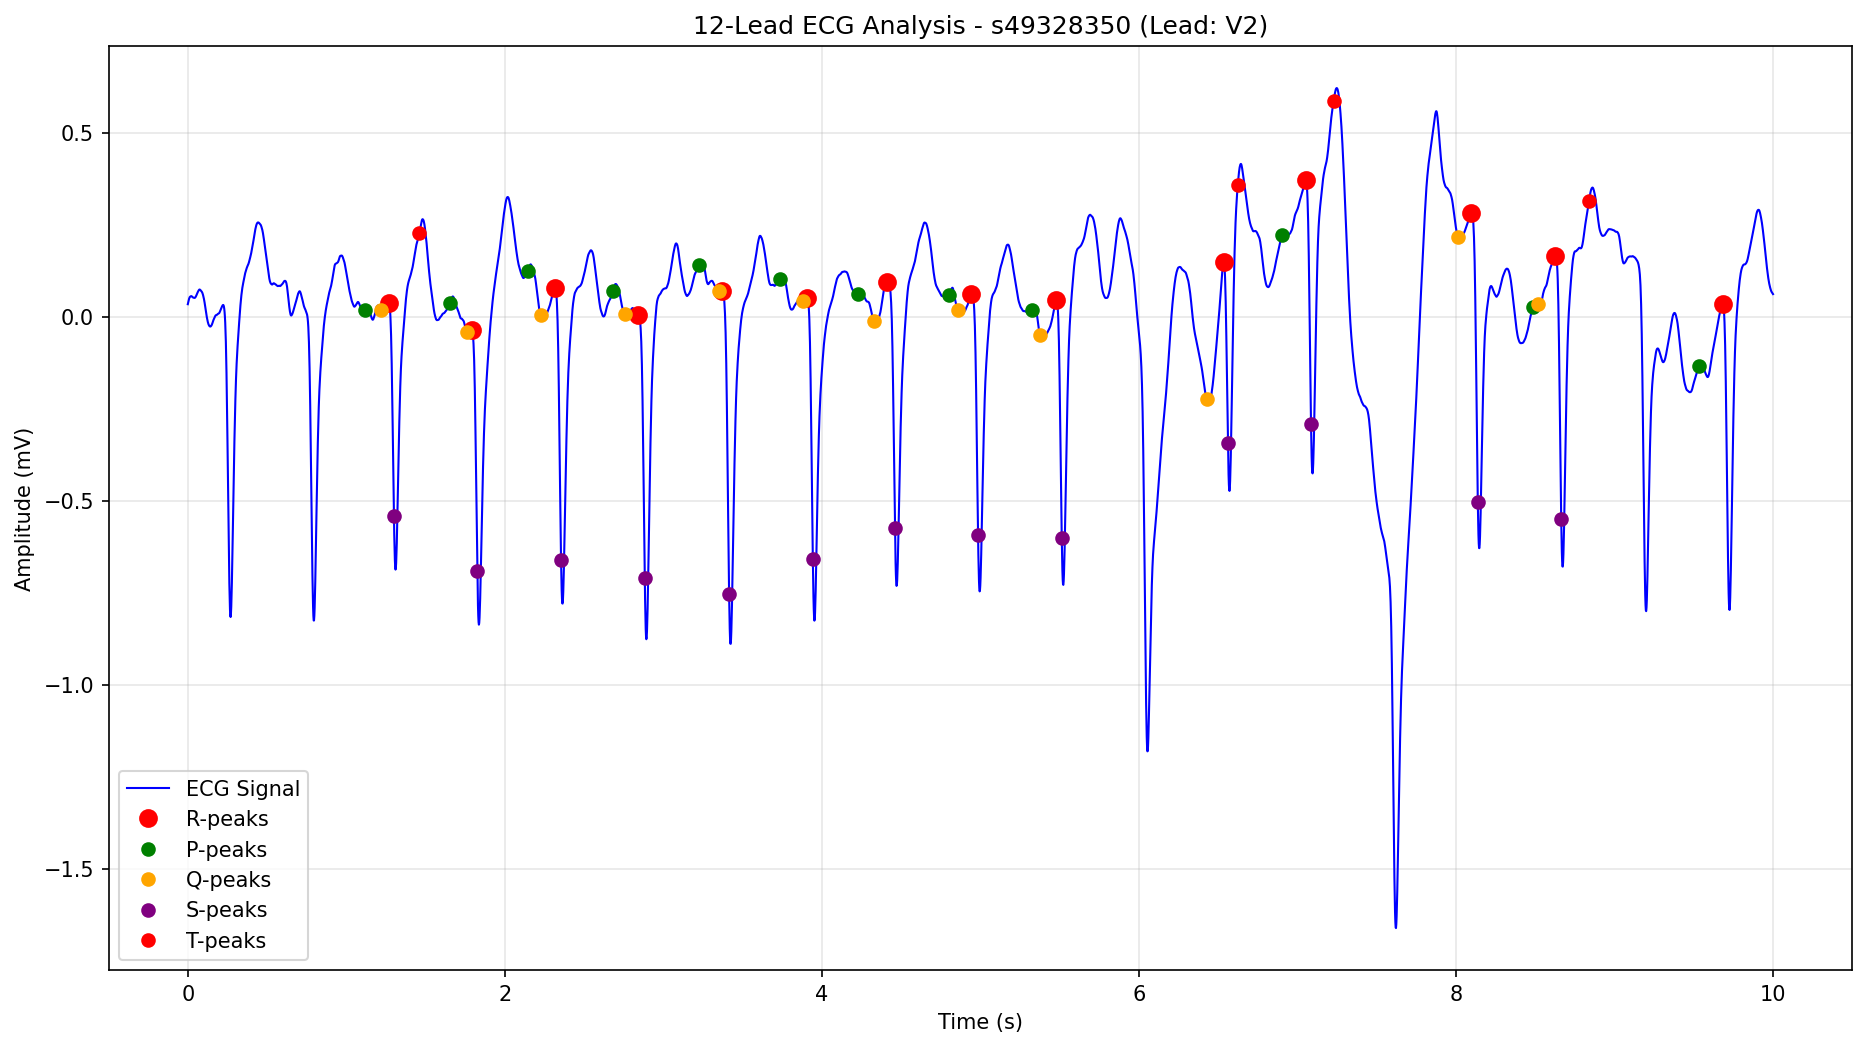 12-Lead ECG Analysis - s49328350 (Lead: V2)
Amplitude (mV)
0.5
0.0
−0.5
−1.0
−1.5
ECG Signal
R-peaks
P-peaks
Q-peaks
S-peaks
T-peaks
0 2 4 6 8 10
Time (s)